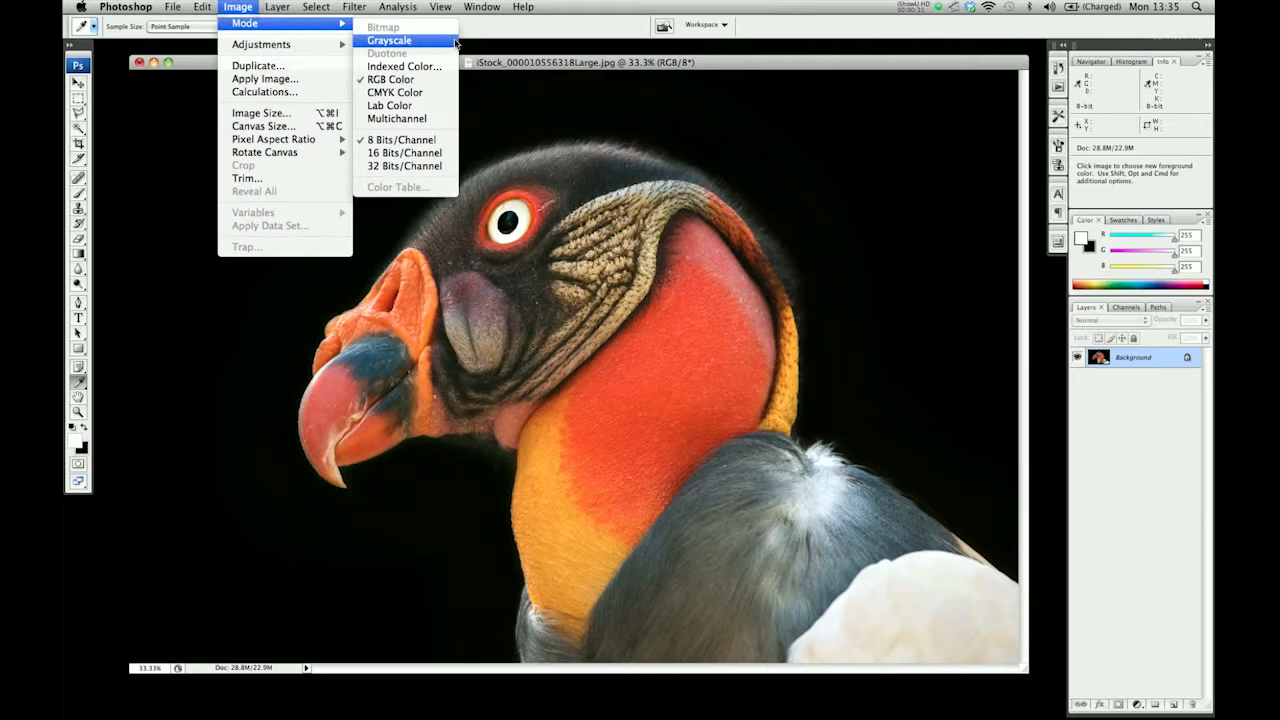 Photoshop File Edit Image Layer Select Filter Analysis View Window Help
iShowU HD
00:00:31
(Charged) Mon 13:35
Sample Size: Point Sample
Workspace
Mode
Adjustments
Duplicate...
Apply Image...
Calculations...
Image Size... ⌥⌘I
Canvas Size... ⌥⌘C
Pixel Aspect Ratio
Rotate Canvas
Crop
Trim...
Reveal All
Variables
Apply Data Set...
Trap...
Bitmap
Grayscale
Duotone
Indexed Color...
✓ RGB Color
CMYK Color
Lab Color
Multichannel
✓ 8 Bits/Channel
16 Bits/Channel
32 Bits/Channel
Color Table...
iStock_000010556318Large.jpg @ 33.3% (RGB/8*)
Ps
T
33.33% Doc: 28.8M/22.9M
Navigator Histogram Info
R: C:
G: M:
B: Y:
K:
8-bit 8-bit
X: W:
Y: H:
Doc: 28.8M/22.9M
Click image to choose new foreground
color. Use Shift, Opt and Cmd for
additional options.
A
Color Swatches Styles
R 255
G 255
B 255
Layers Channels Paths
Normal Opacity:
Lock: Fill:
Background